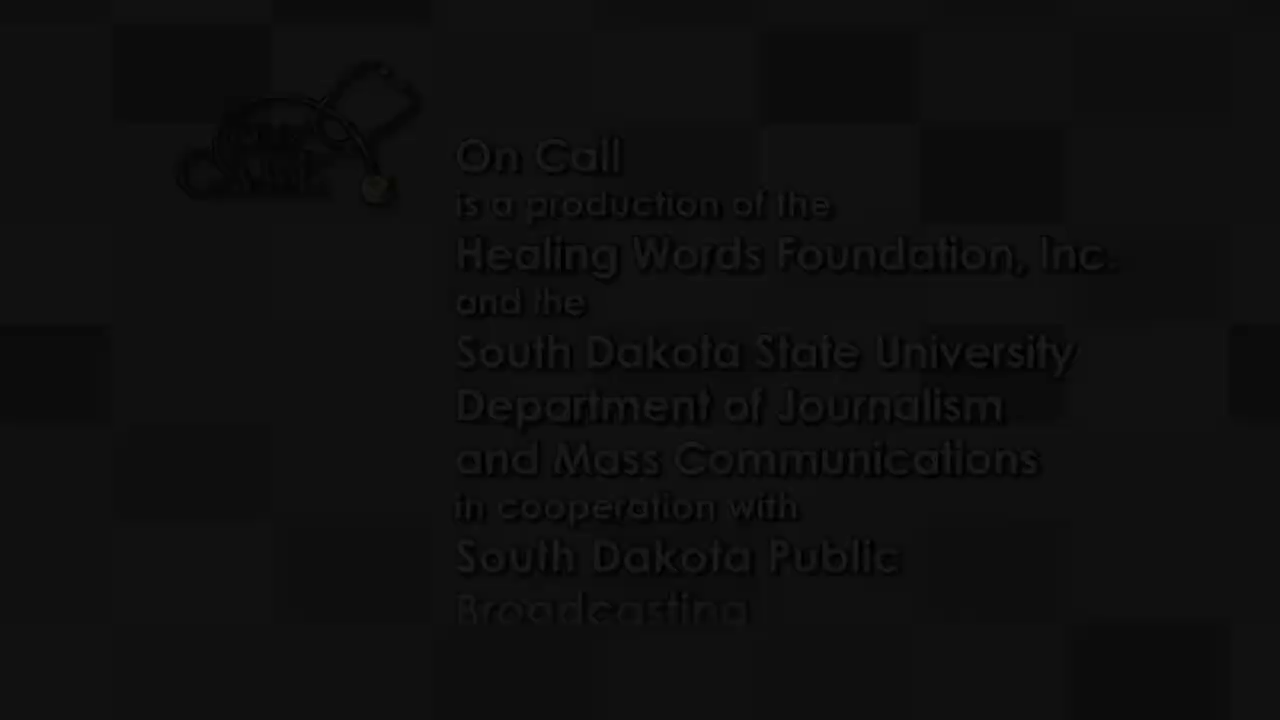 On Call
is a production of the
Healing Words Foundation, Inc.
and the
South Dakota State University
Department of Journalism
and Mass Communications
in cooperation with
South Dakota Public
Broadcasting